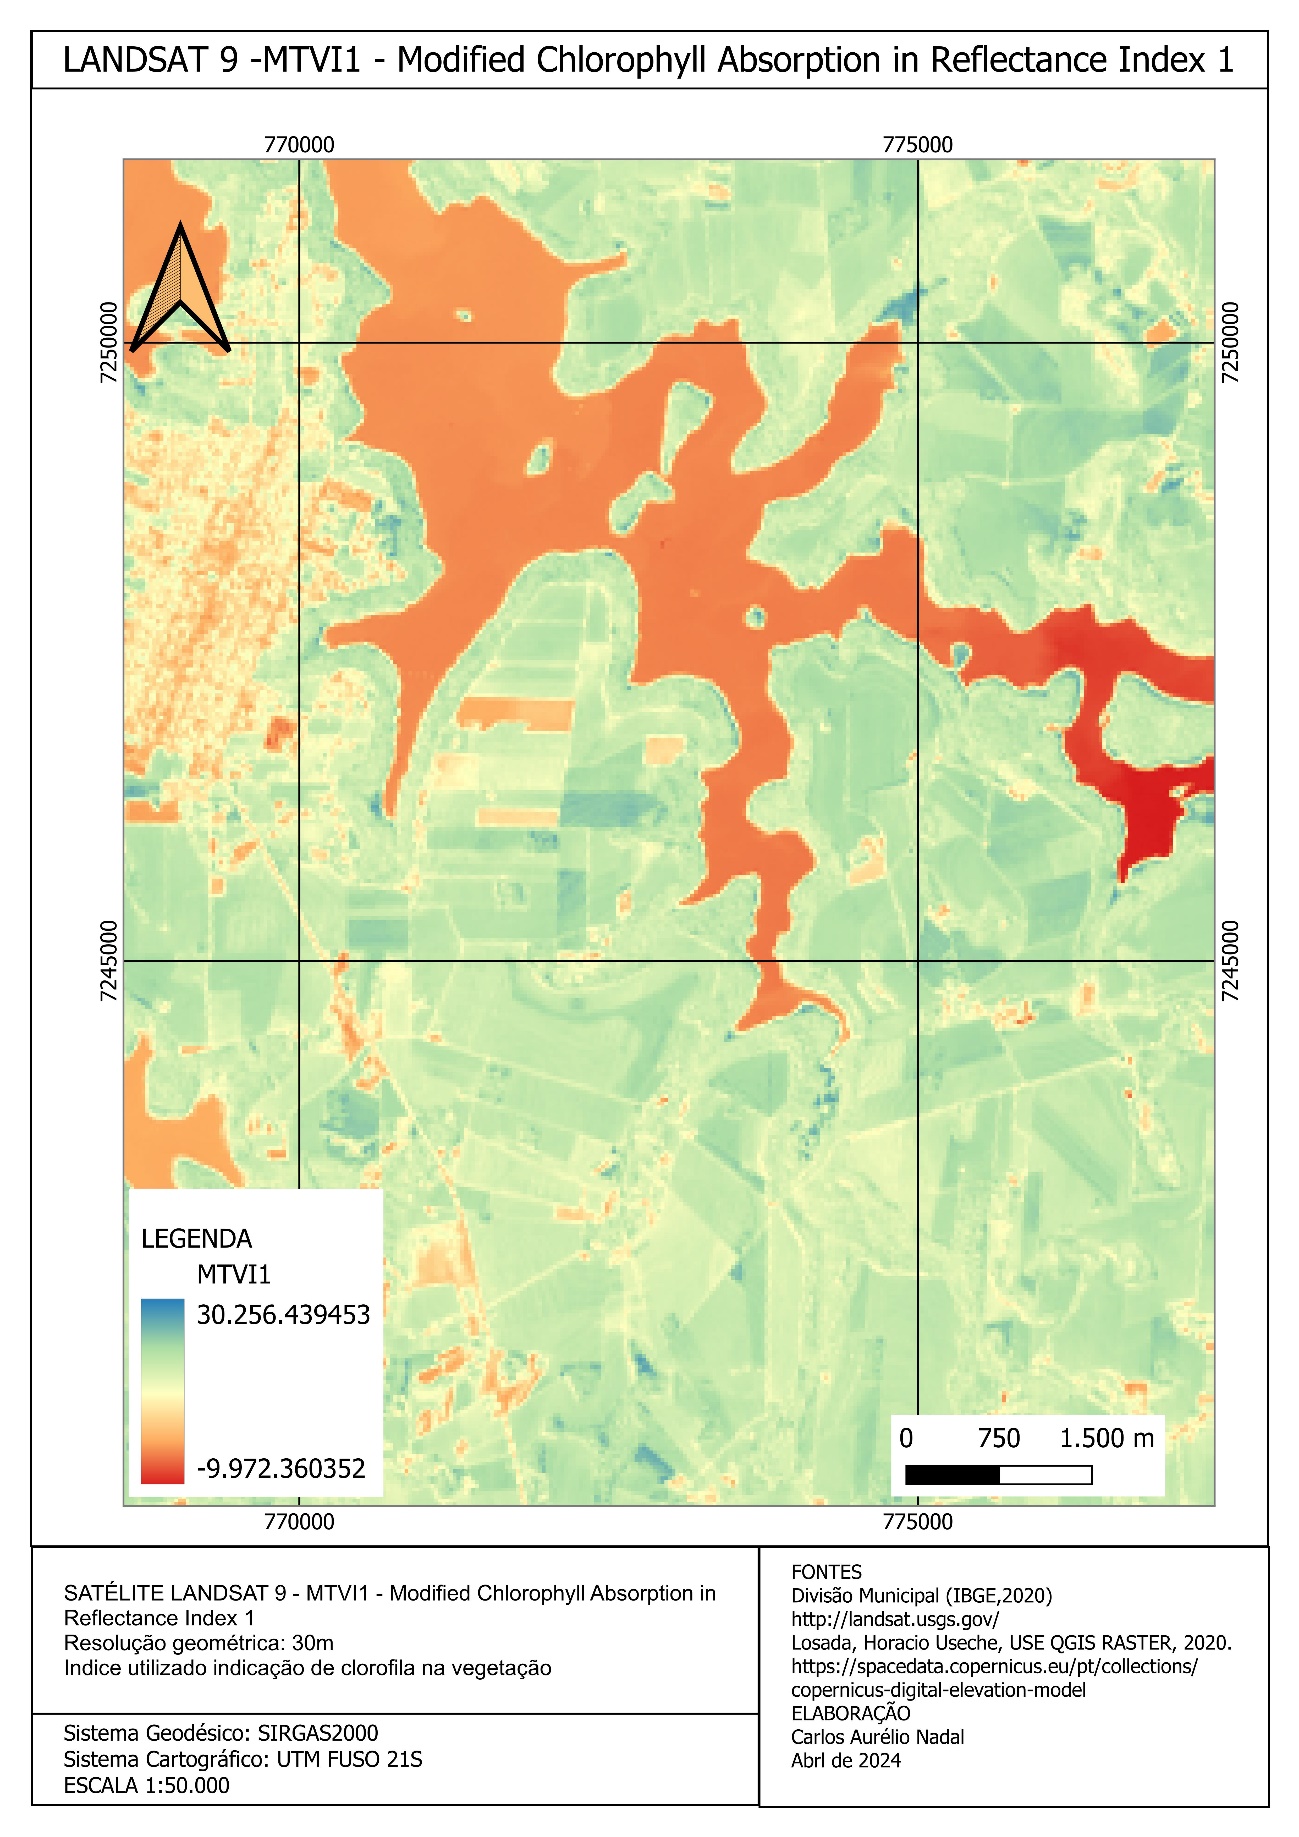 LANDSAT 9 -MTVI1 - Modified Chlorophyll Absorption in Reflectance Index 1
770000
775000
7250000
7250000
7245000
7245000
LEGENDA
MTVI1
30.256.439453
-9.972.360352
0 750 1.500 m
770000
775000
SATÉLITE LANDSAT 9 - MTVI1 - Modified Chlorophyll Absorption in
Reflectance Index 1
Resolução geométrica: 30m
Indice utilizado indicação de clorofila na vegetação
Sistema Geodésico: SIRGAS2000
Sistema Cartográfico: UTM FUSO 21S
ESCALA 1:50.000
FONTES
Divisão Municipal (IBGE,2020)
http://landsat.usgs.gov/
Losada, Horacio Useche, USE QGIS RASTER, 2020.
https://spacedata.copernicus.eu/pt/collections/
copernicus-digital-elevation-model
ELABORAÇÃO
Carlos Aurélio Nadal
Abrl de 2024